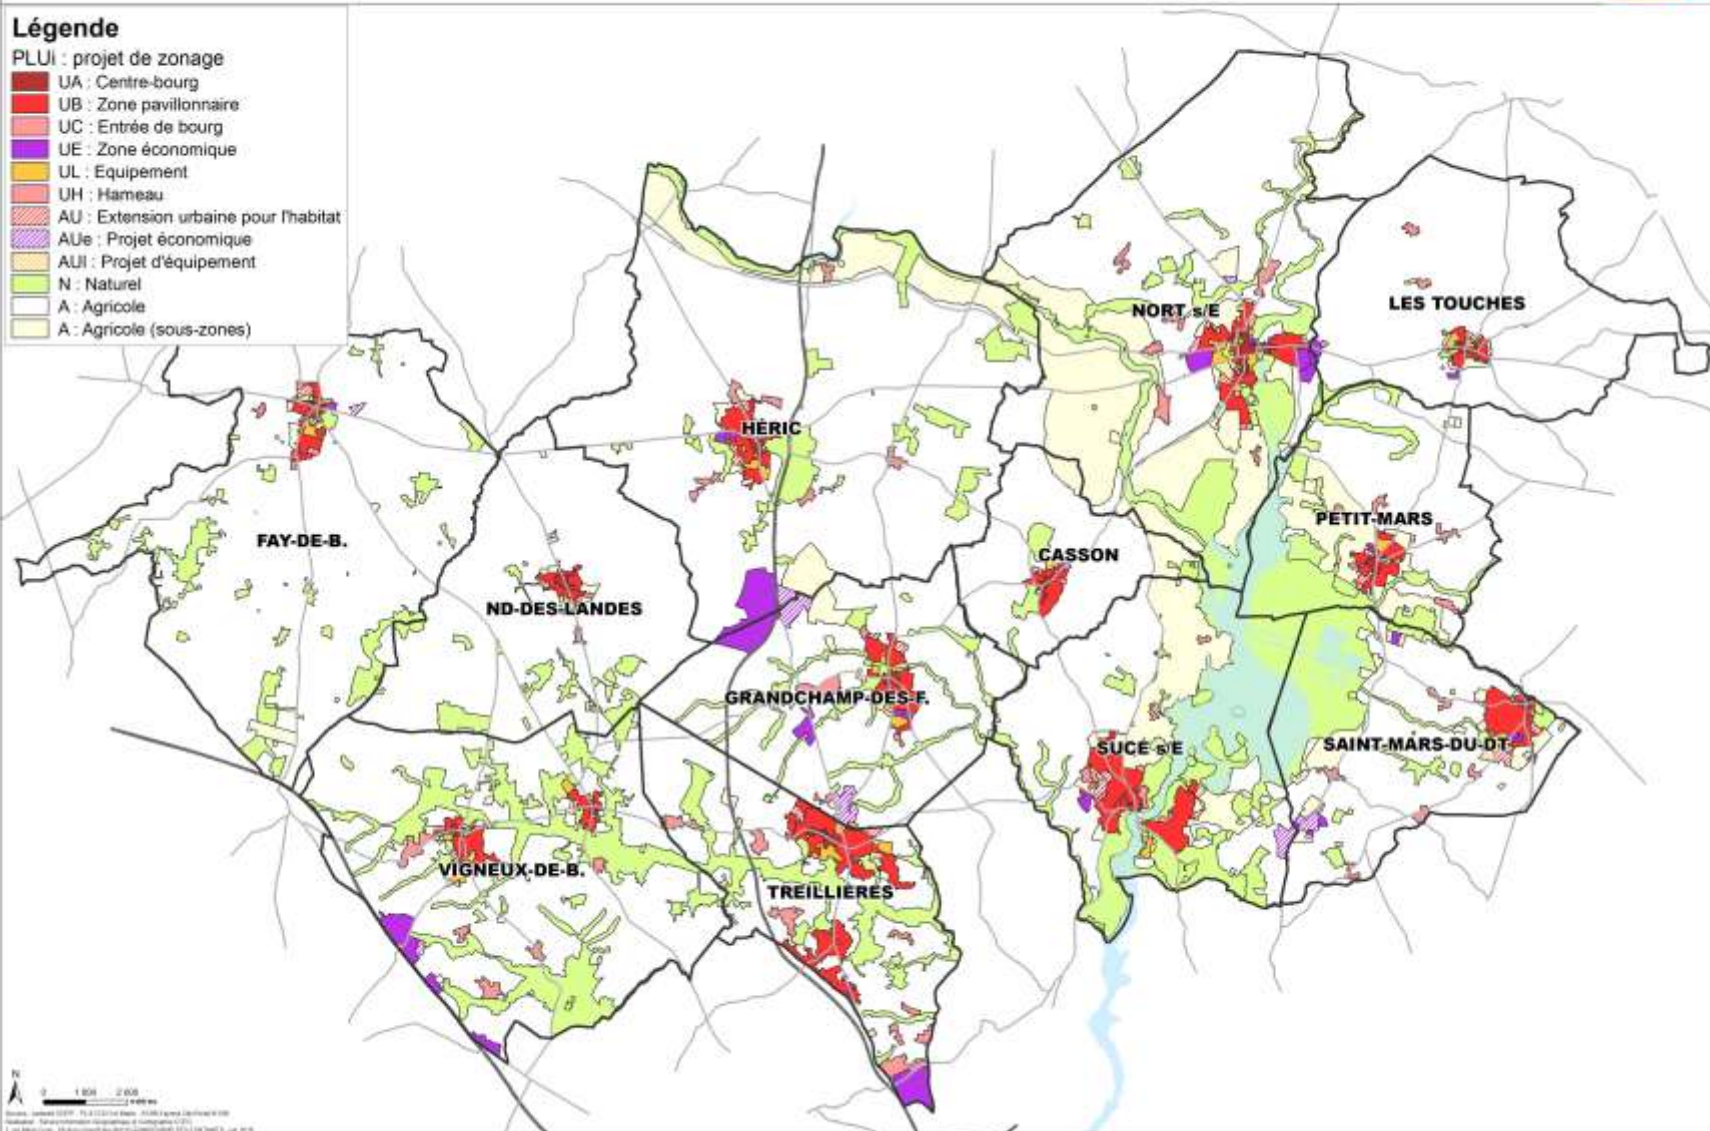 Légende
PLUi : projet de zonage
UA : Centre-bourg
UB : Zone pavillonnaire
UC : Entrée de bourg
UE : Zone économique
UL : Equipement
UH : Hameau
AU : Extension urbaine pour l'habitat
AUe : Projet économique
AUl : Projet d'équipement
N : Naturel
A : Agricole
A : Agricole (sous-zones)
NORT s/E
LES TOUCHES
HÉRIC
PETIT-MARS
FAY-DE-B.
CASSON
ND-DES-LANDES
GRANDCHAMP-DES-F.
SUCÉ s/E
SAINT-MARS-DU-DT
VIGNEUX-DE-B.
TREILLIERES
N
0